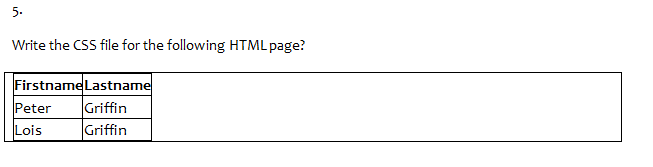 5.
Write the CSS file for the following HTML page?
Firstname Lastname
Peter Griffin
Lois Griffin